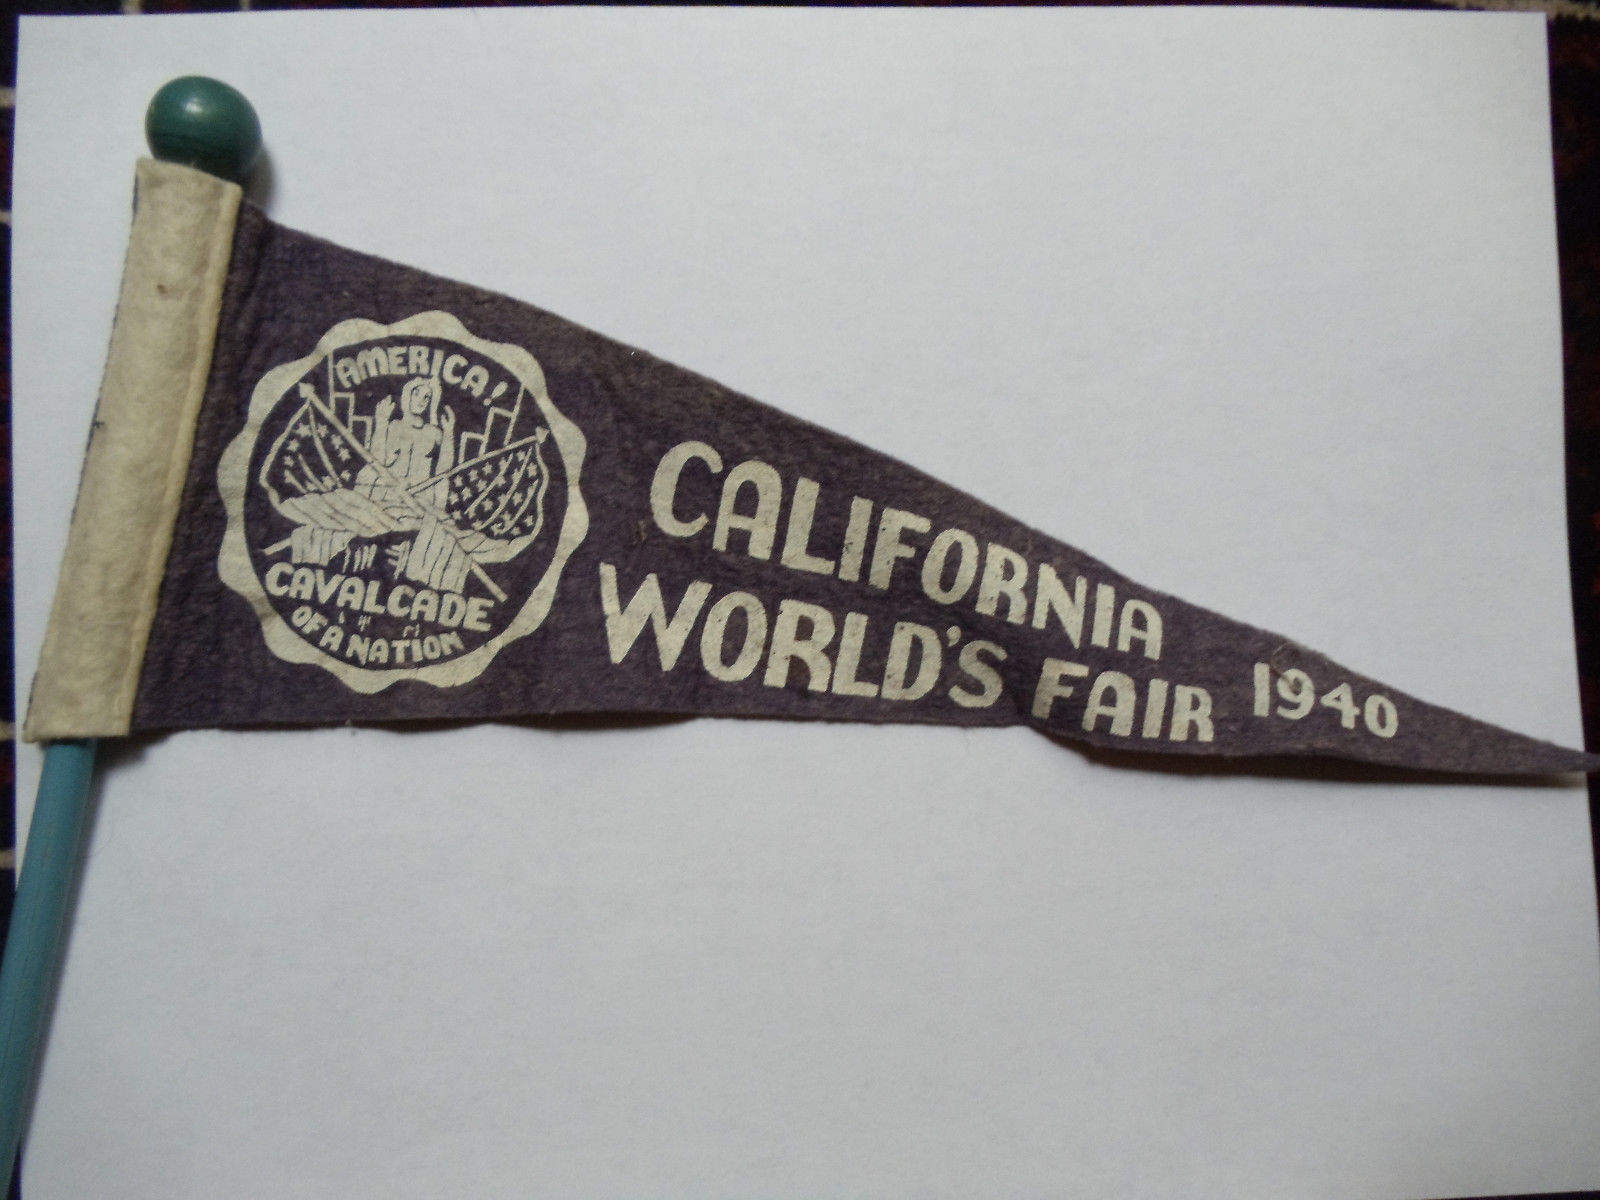 AMERICA!
CAVALCADE
OF A NATION
CALIFORNIA
WORLD'S FAIR 1940